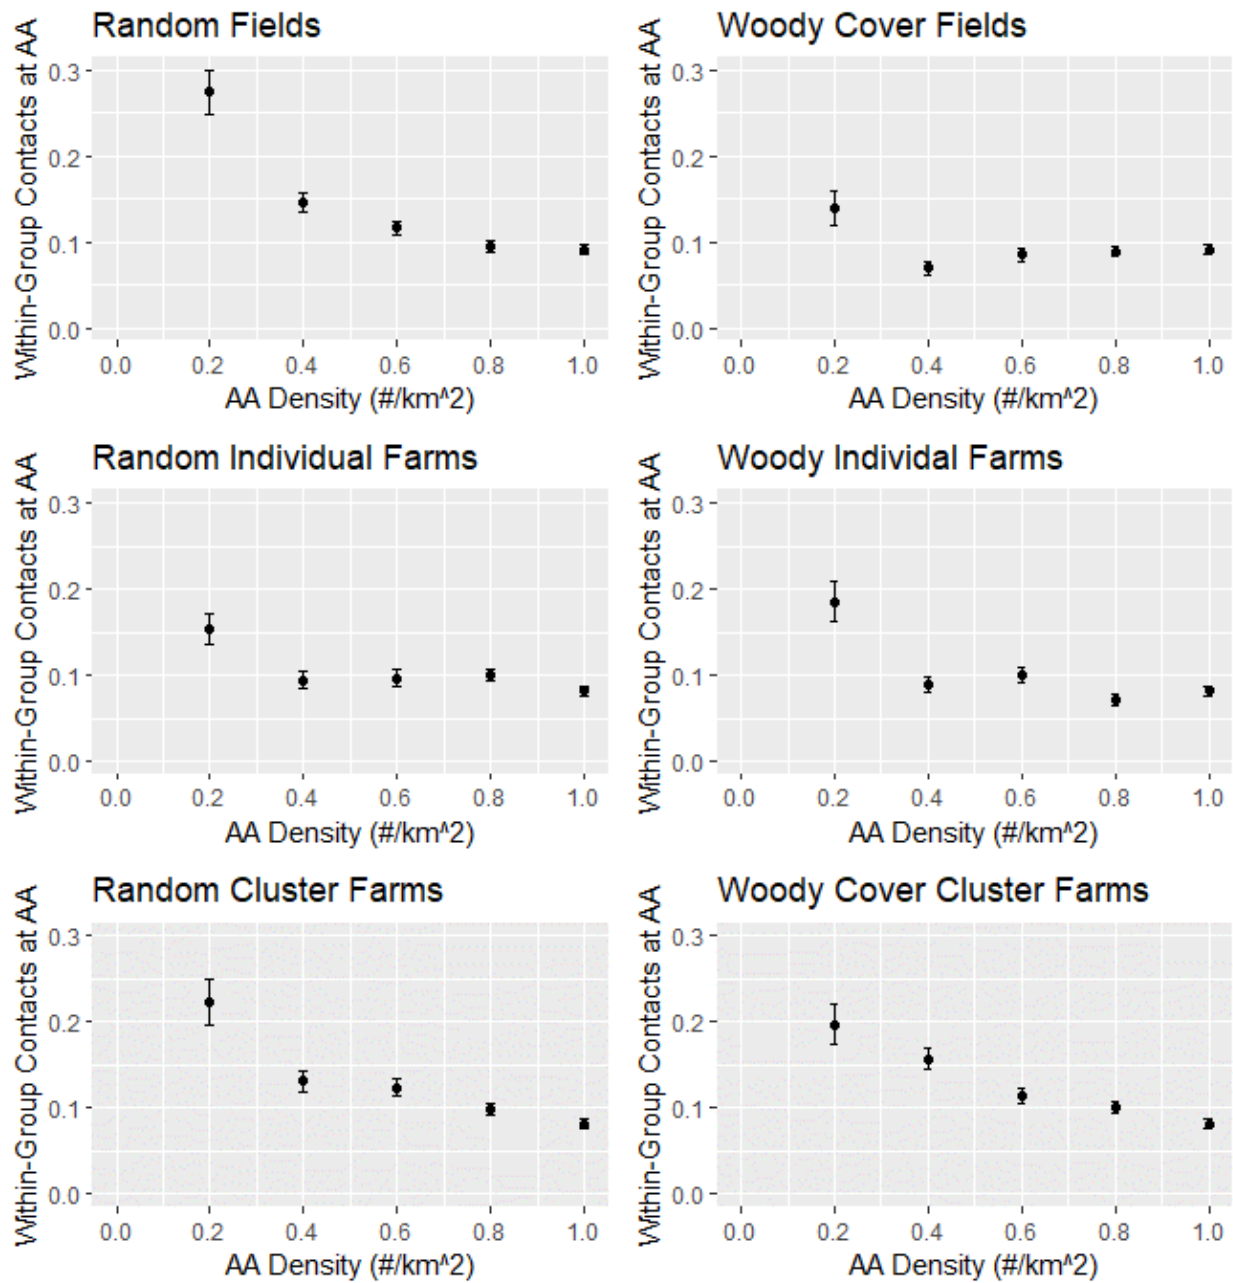 Random Fields
Within-Group Contacts at AA
0.3
0.2
0.1
0.0
0.0 0.2 0.4 0.6 0.8 1.0
AA Density (#/km^2)
Woody Cover Fields
Within-Group Contacts at AA
0.3
0.2
0.1
0.0
0.0 0.2 0.4 0.6 0.8 1.0
AA Density (#/km^2)
Random Individual Farms
Within-Group Contacts at AA
0.3
0.2
0.1
0.0
0.0 0.2 0.4 0.6 0.8 1.0
AA Density (#/km^2)
Woody Individal Farms
Within-Group Contacts at AA
0.3
0.2
0.1
0.0
0.0 0.2 0.4 0.6 0.8 1.0
AA Density (#/km^2)
Random Cluster Farms
Within-Group Contacts at AA
0.3
0.2
0.1
0.0
0.0 0.2 0.4 0.6 0.8 1.0
AA Density (#/km^2)
Woody Cover Cluster Farms
Within-Group Contacts at AA
0.3
0.2
0.1
0.0
0.0 0.2 0.4 0.6 0.8 1.0
AA Density (#/km^2)